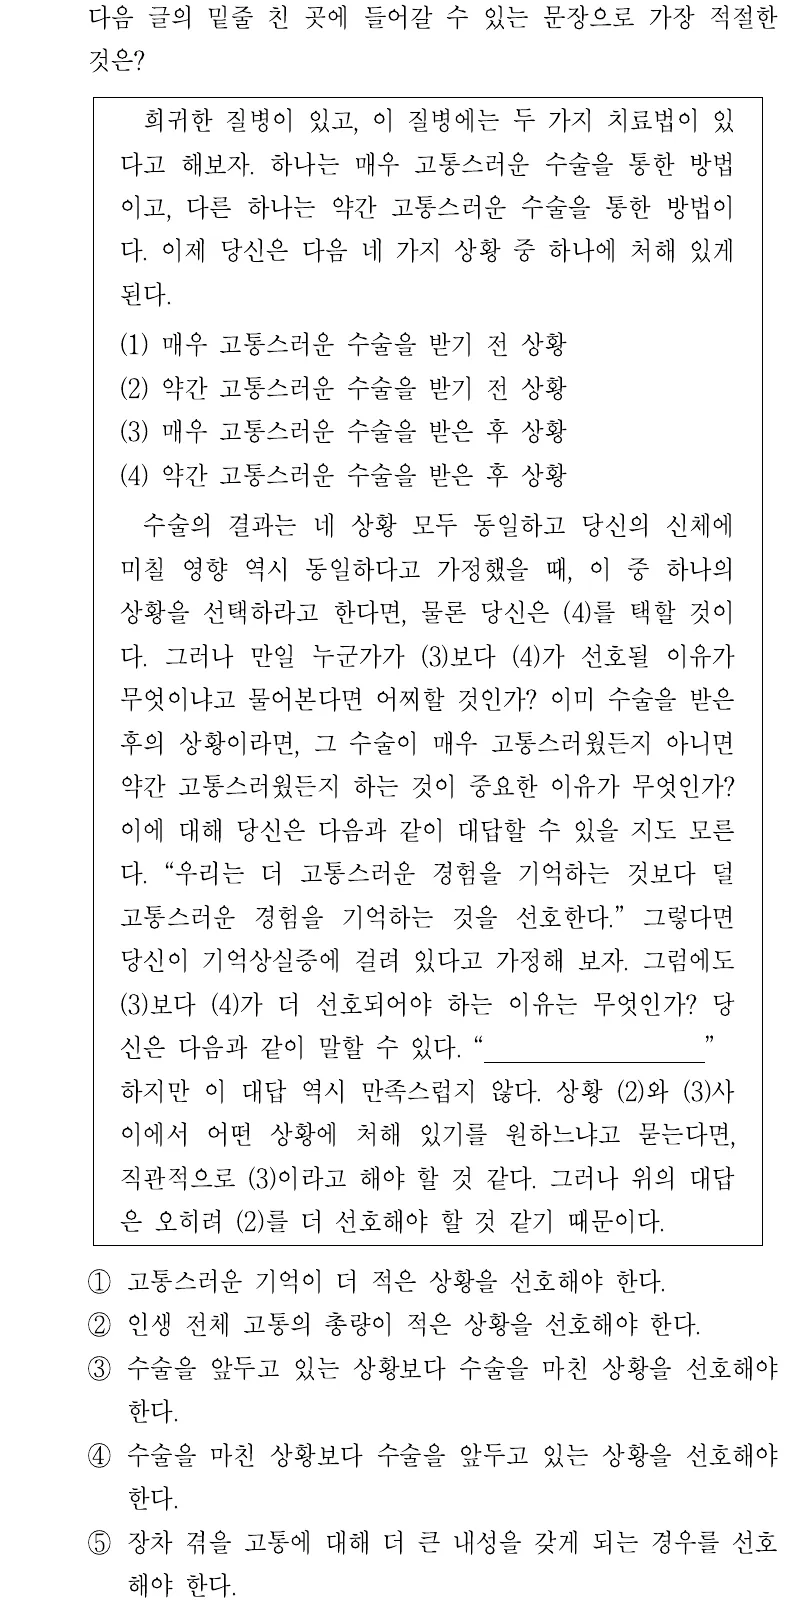 다음 글의 밑줄 친 곳에 들어갈 수 있는 문장으로 가장 적절한
것은?
희귀한 질병이 있고, 이 질병에는 두 가지 치료법이 있
다고 해보자. 하나는 매우 고통스러운 수술을 통한 방법
이고, 다른 하나는 약간 고통스러운 수술을 통한 방법이
다. 이제 당신은 다음 네 가지 상황 중 하나에 처해 있게
된다.
(1) 매우 고통스러운 수술을 받기 전 상황
(2) 약간 고통스러운 수술을 받기 전 상황
(3) 매우 고통스러운 수술을 받은 후 상황
(4) 약간 고통스러운 수술을 받은 후 상황
수술의 결과는 네 상황 모두 동일하고 당신의 신체에
미칠 영향 역시 동일하다고 가정했을 때, 이 중 하나의
상황을 선택하라고 한다면, 물론 당신은 (4)를 택할 것이
다. 그러나 만일 누군가가 (3)보다 (4)가 선호될 이유가
무엇이냐고 물어본다면 어찌할 것인가? 이미 수술을 받은
후의 상황이라면, 그 수술이 매우 고통스러웠든지 아니면
약간 고통스러웠든지 하는 것이 중요한 이유가 무엇인가?
이에 대해 당신은 다음과 같이 대답할 수 있을 지도 모른
다. “우리는 더 고통스러운 경험을 기억하는 것보다 덜
고통스러운 경험을 기억하는 것을 선호한다.” 그렇다면
당신이 기억상실증에 걸려 있다고 가정해 보자. 그럼에도
(3)보다 (4)가 더 선호되어야 하는 이유는 무엇인가? 당
신은 다음과 같이 말할 수 있다. “                ”
하지만 이 대답 역시 만족스럽지 않다. 상황 (2)와 (3)사
이에서 어떤 상황에 처해 있기를 원하느냐고 묻는다면,
직관적으로 (3)이라고 해야 할 것 같다. 그러나 위의 대답
은 오히려 (2)를 더 선호해야 할 것 같기 때문이다.
① 고통스러운 기억이 더 적은 상황을 선호해야 한다.
② 인생 전체 고통의 총량이 적은 상황을 선호해야 한다.
③ 수술을 앞두고 있는 상황보다 수술을 마친 상황을 선호해야
한다.
④ 수술을 마친 상황보다 수술을 앞두고 있는 상황을 선호해야
한다.
⑤ 장차 겪을 고통에 대해 더 큰 내성을 갖게 되는 경우를 선호
해야 한다.